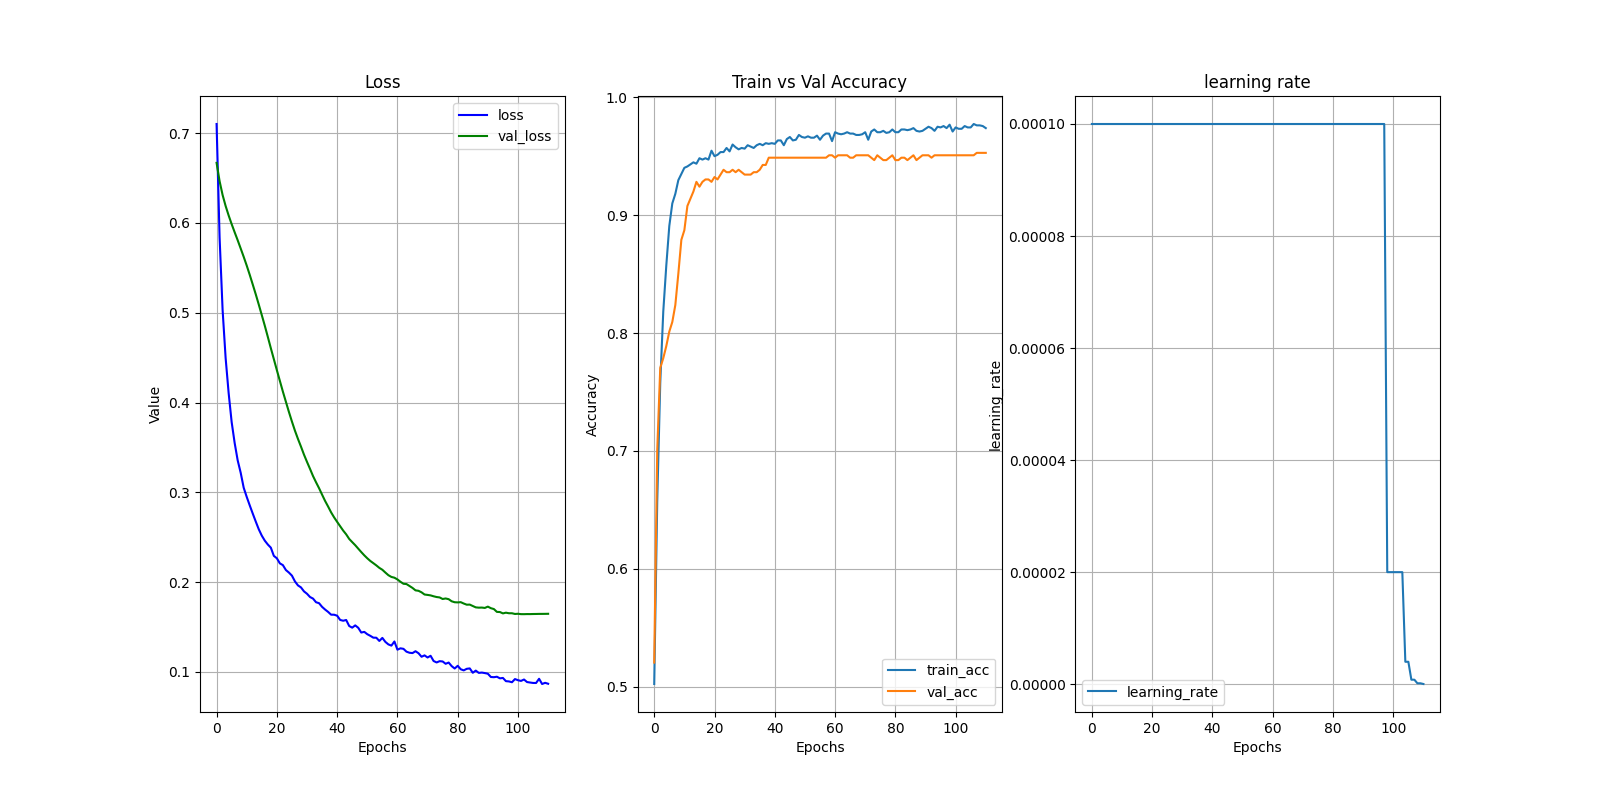 Loss
Value
0.7
0.6
0.5
0.4
0.3
0.2
0.1
0 20 40 60 80 100
Epochs
loss
val_loss
Train vs Val Accuracy
Accuracy
1.0
0.9
0.8
0.7
0.6
0.5
0 20 40 60 80 100
Epochs
train_acc
val_acc
learning rate
learning_rate
0.00010
0.00008
0.00006
0.00004
0.00002
0.00000
0 20 40 60 80 100
Epochs
learning_rate